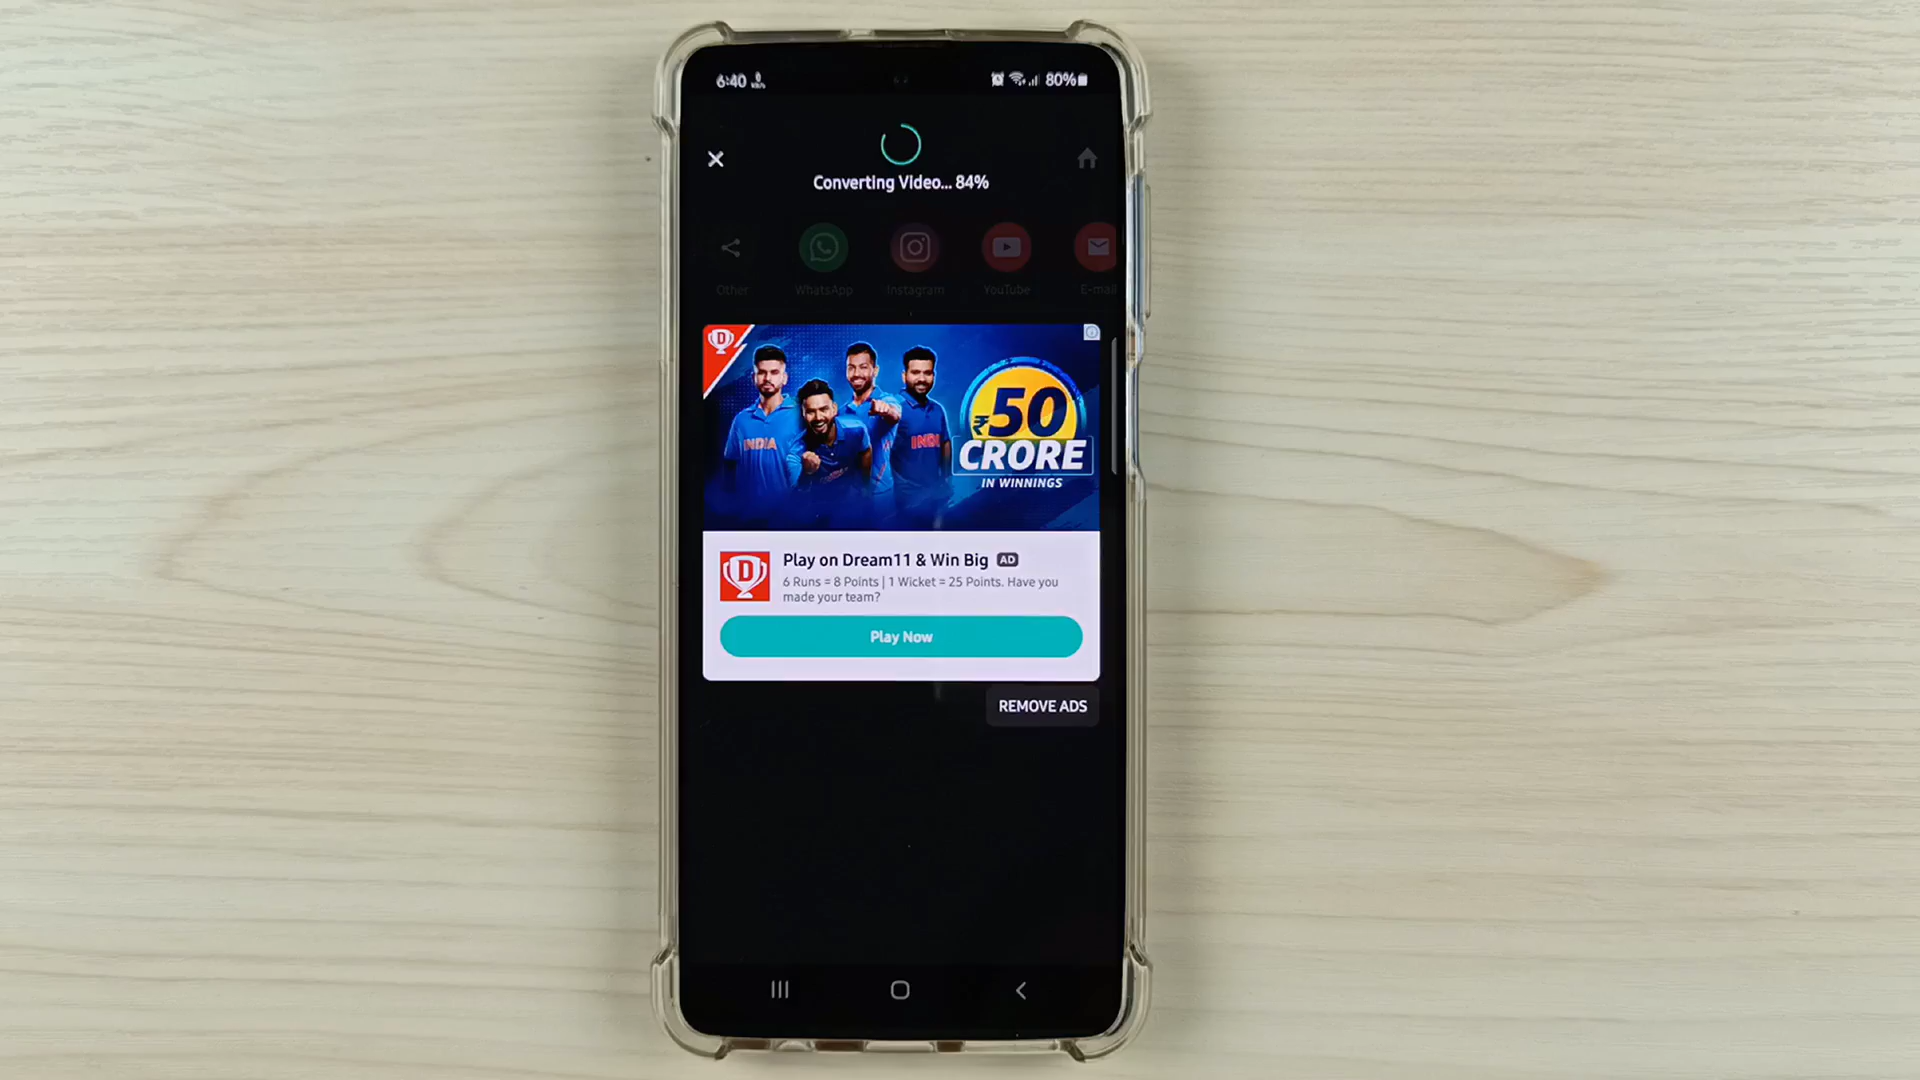 6:40
80%
Converting Video... 84%
Other
WhatsApp
Instagram
YouTube
E-mail
D
INDIA
INDI
₹50
CRORE
IN WINNINGS
D
Play on Dream11 & Win Big AD
6 Runs = 8 Points | 1 Wicket = 25 Points. Have you
made your team?
Play Now
REMOVE ADS